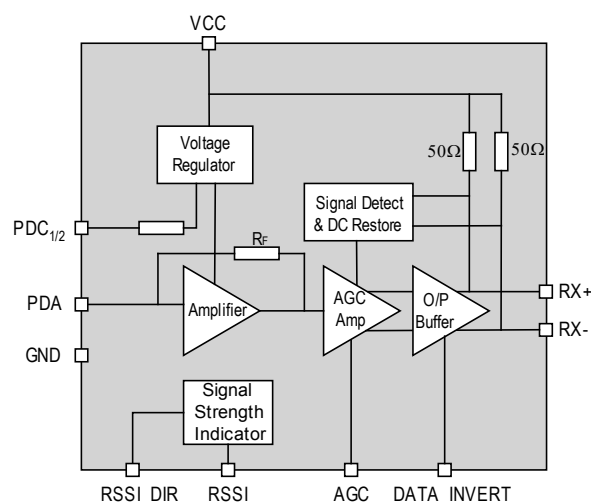 VCC
Voltage
Regulator
50Ω
50Ω
Signal Detect
& DC Restore
PDC1/2
RF
PDA
Amplifier
AGC
Amp
O/P
Buffer
RX+
RX-
GND
Signal
Strength
Indicator
RSSI_DIR
RSSI
AGC
DATA_INVERT